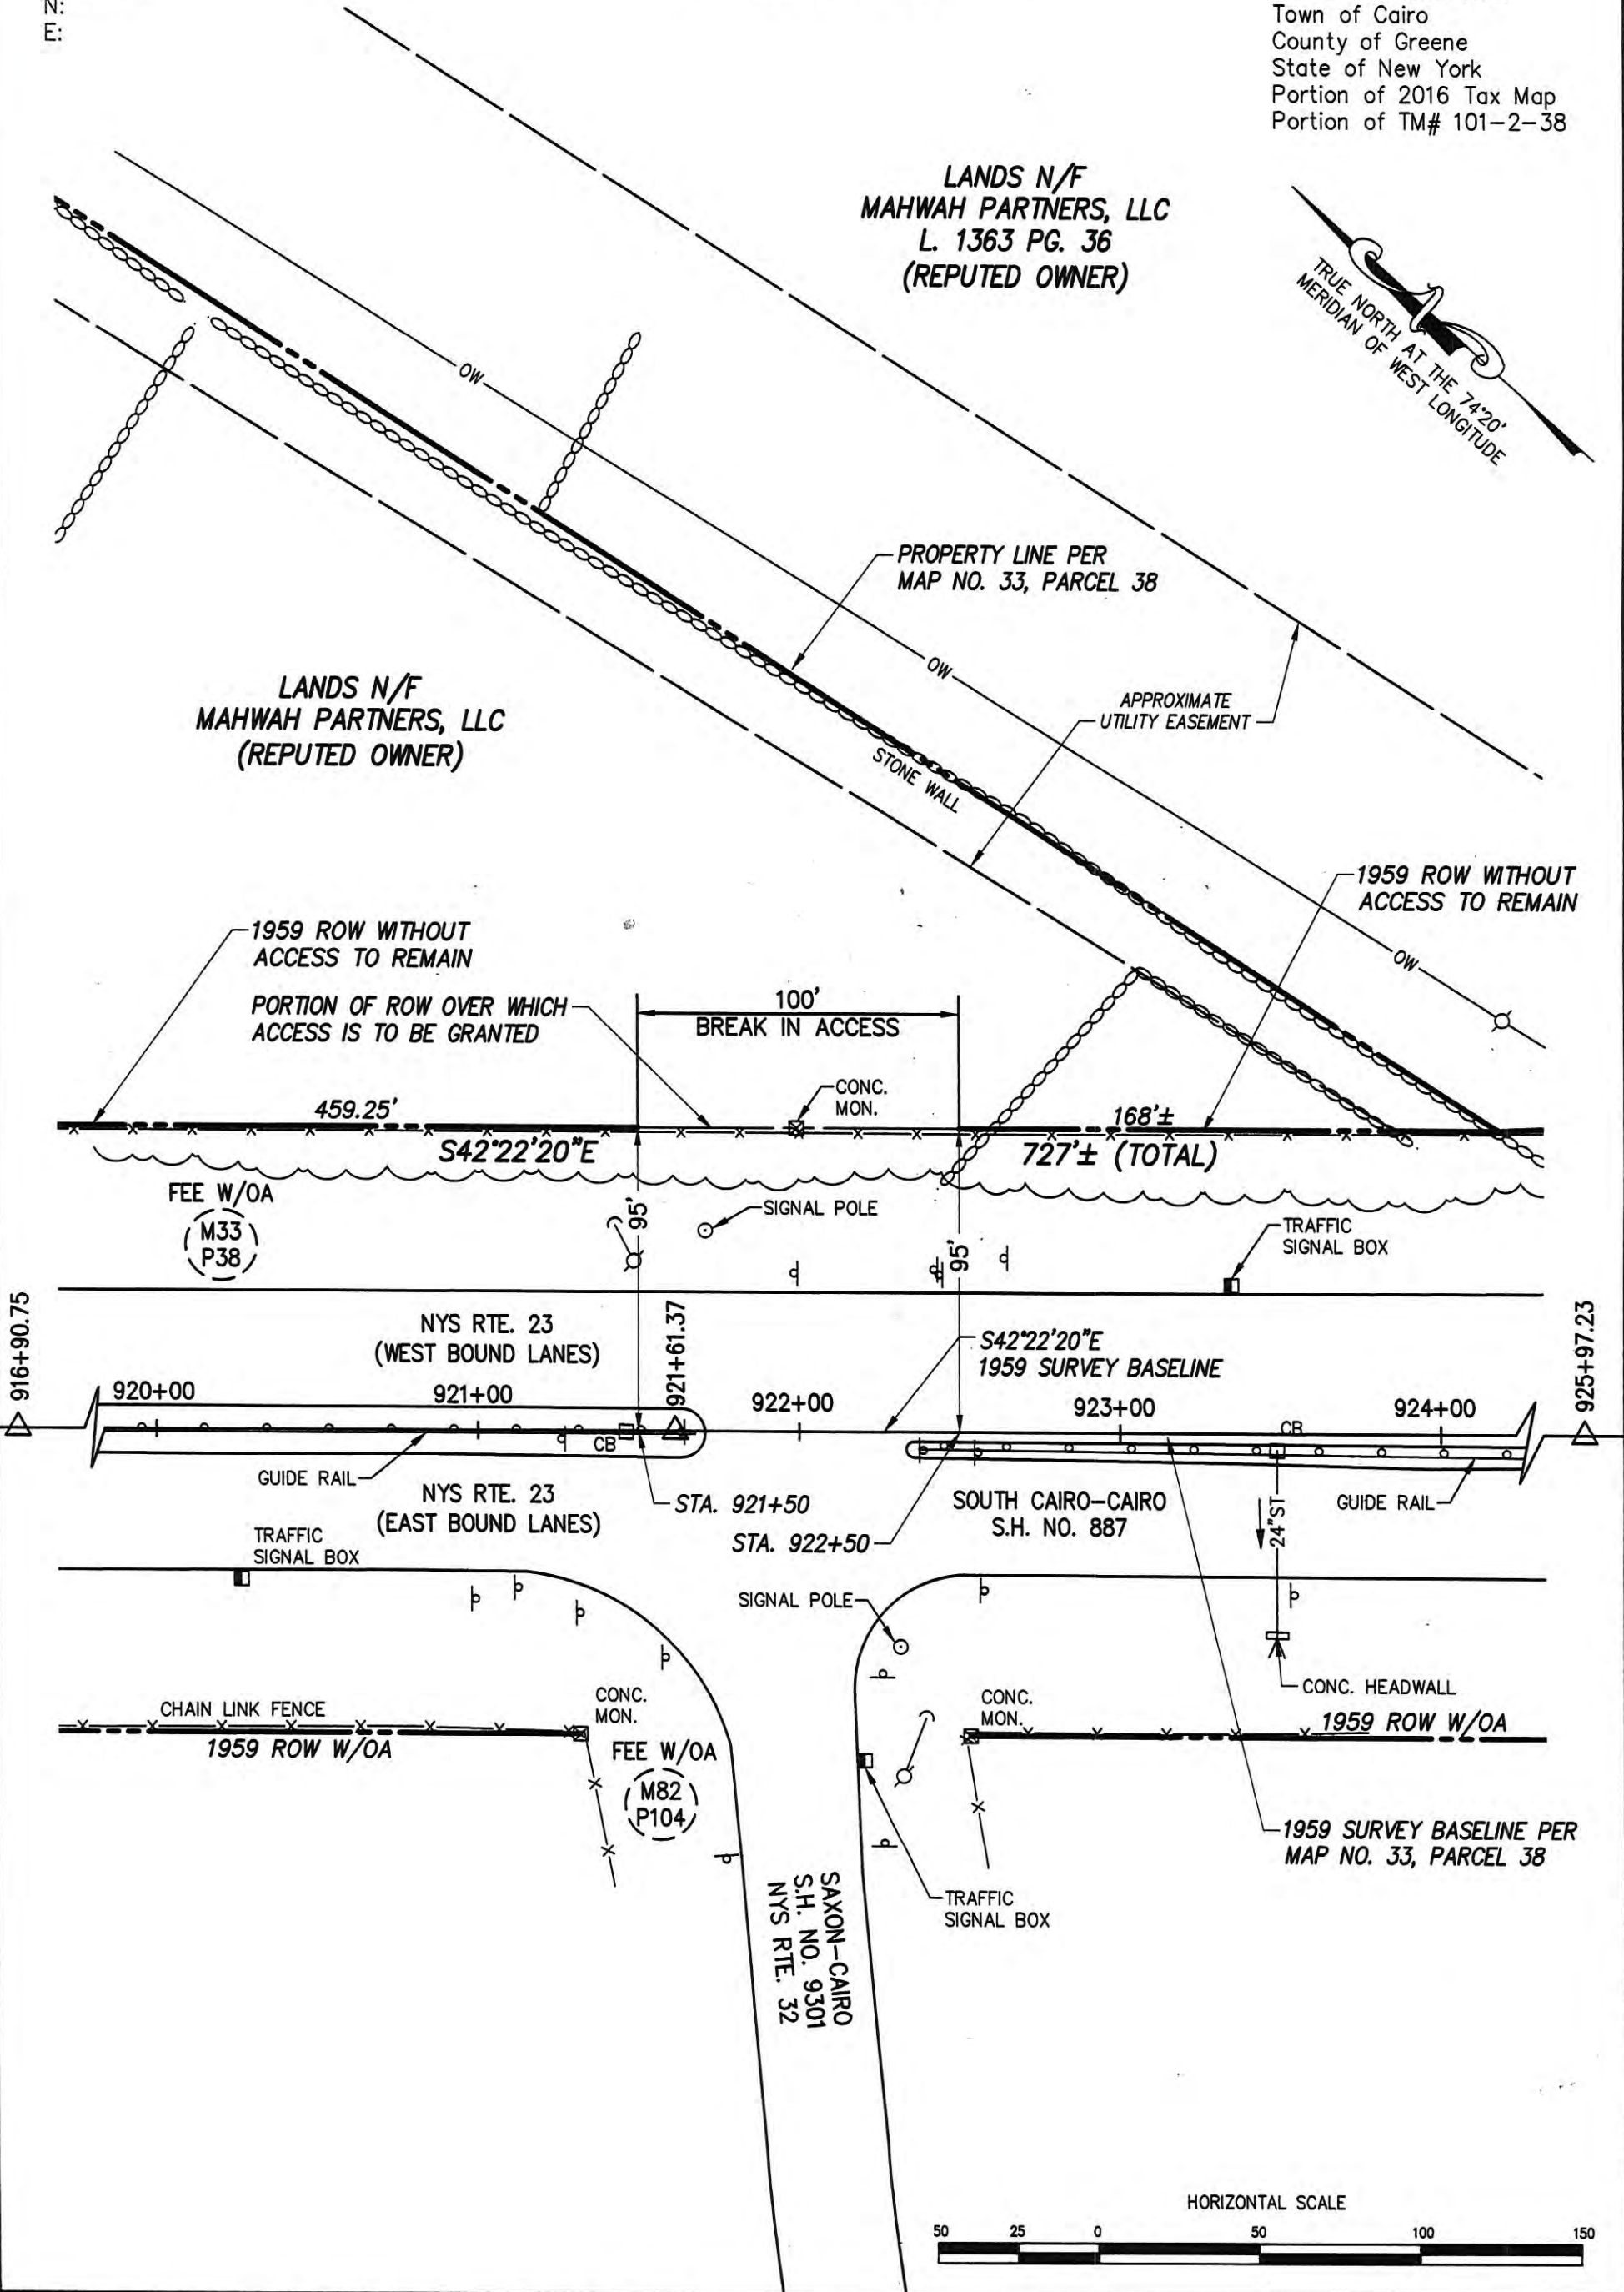 N:
E:
Town of Cairo
County of Greene
State of New York
Portion of 2016 Tax Map
Portion of TM# 101-2-38
LANDS N/F
MAHWAH PARTNERS, LLC
L. 1363 PG. 36
(REPUTED OWNER)
TRUE NORTH AT THE 74°20'
MERIDIAN OF WEST LONGITUDE
OW
PROPERTY LINE PER
MAP NO. 33, PARCEL 38
OW
LANDS N/F
MAHWAH PARTNERS, LLC
(REPUTED OWNER)
APPROXIMATE
UTILITY EASEMENT
STONE WALL
1959 ROW WITHOUT
ACCESS TO REMAIN
OW
1959 ROW WITHOUT
ACCESS TO REMAIN
PORTION OF ROW OVER WHICH
ACCESS IS TO BE GRANTED
100'
BREAK IN ACCESS
CONC.
MON.
459.25'
168'±
S42°22'20"E
727'± (TOTAL)
FEE W/OA
M33
P38
95'
SIGNAL POLE
95'
TRAFFIC
SIGNAL BOX
916+90.75
NYS RTE. 23
(WEST BOUND LANES)
921+61.37
S42°22'20"E
1959 SURVEY BASELINE
925+97.23
920+00
921+00
922+00
923+00
924+00
CB
CB
GUIDE RAIL
NYS RTE. 23
(EAST BOUND LANES)
STA. 921+50
STA. 922+50
SOUTH CAIRO-CAIRO
S.H. NO. 887
24"ST
GUIDE RAIL
TRAFFIC
SIGNAL BOX
SIGNAL POLE
CONC. HEADWALL
CHAIN LINK FENCE
1959 ROW W/OA
CONC.
MON.
FEE W/OA
M82
P104
CONC.
MON.
1959 ROW W/OA
1959 SURVEY BASELINE PER
MAP NO. 33, PARCEL 38
TRAFFIC
SIGNAL BOX
SAXON-CAIRO
S.H. NO. 9301
NYS RTE. 32
HORIZONTAL SCALE
50 25 0 50 100 150